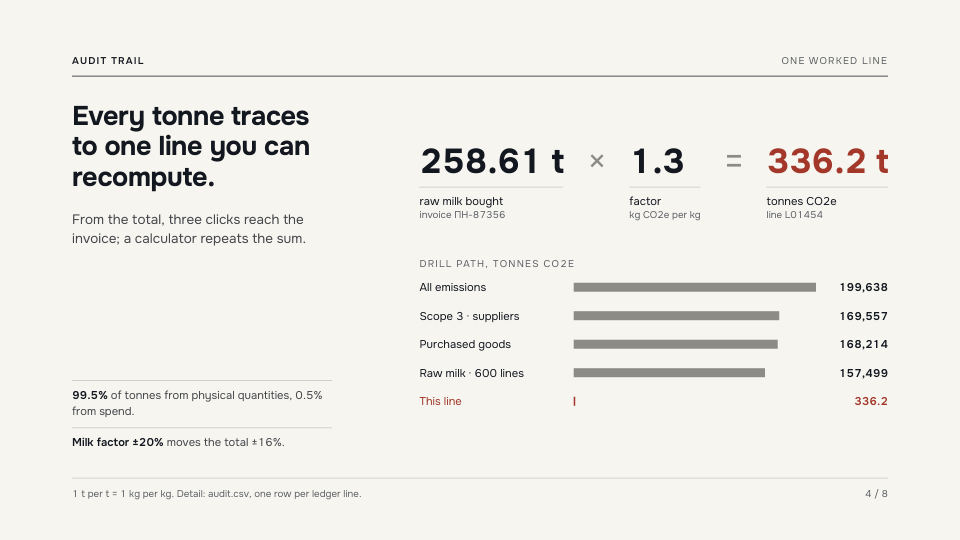 AUDIT TRAIL
ONE WORKED LINE
Every tonne traces
to one line you can
recompute.
From the total, three clicks reach the
invoice; a calculator repeats the sum.
99.5% of tonnes from physical quantities, 0.5%
from spend.
Milk factor ±20% moves the total ±16%.
258.61 t × 1.3 = 336.2 t
raw milk bought factor tonnes CO2e
invoice ПН-87356 kg CO2e per kg line L01454
DRILL PATH, TONNES CO2E
All emissions 199,638
Scope 3 · suppliers 169,557
Purchased goods 168,214
Raw milk · 600 lines 157,499
This line 336.2
1 t per t = 1 kg per kg. Detail: audit.csv, one row per ledger line.
4 / 8